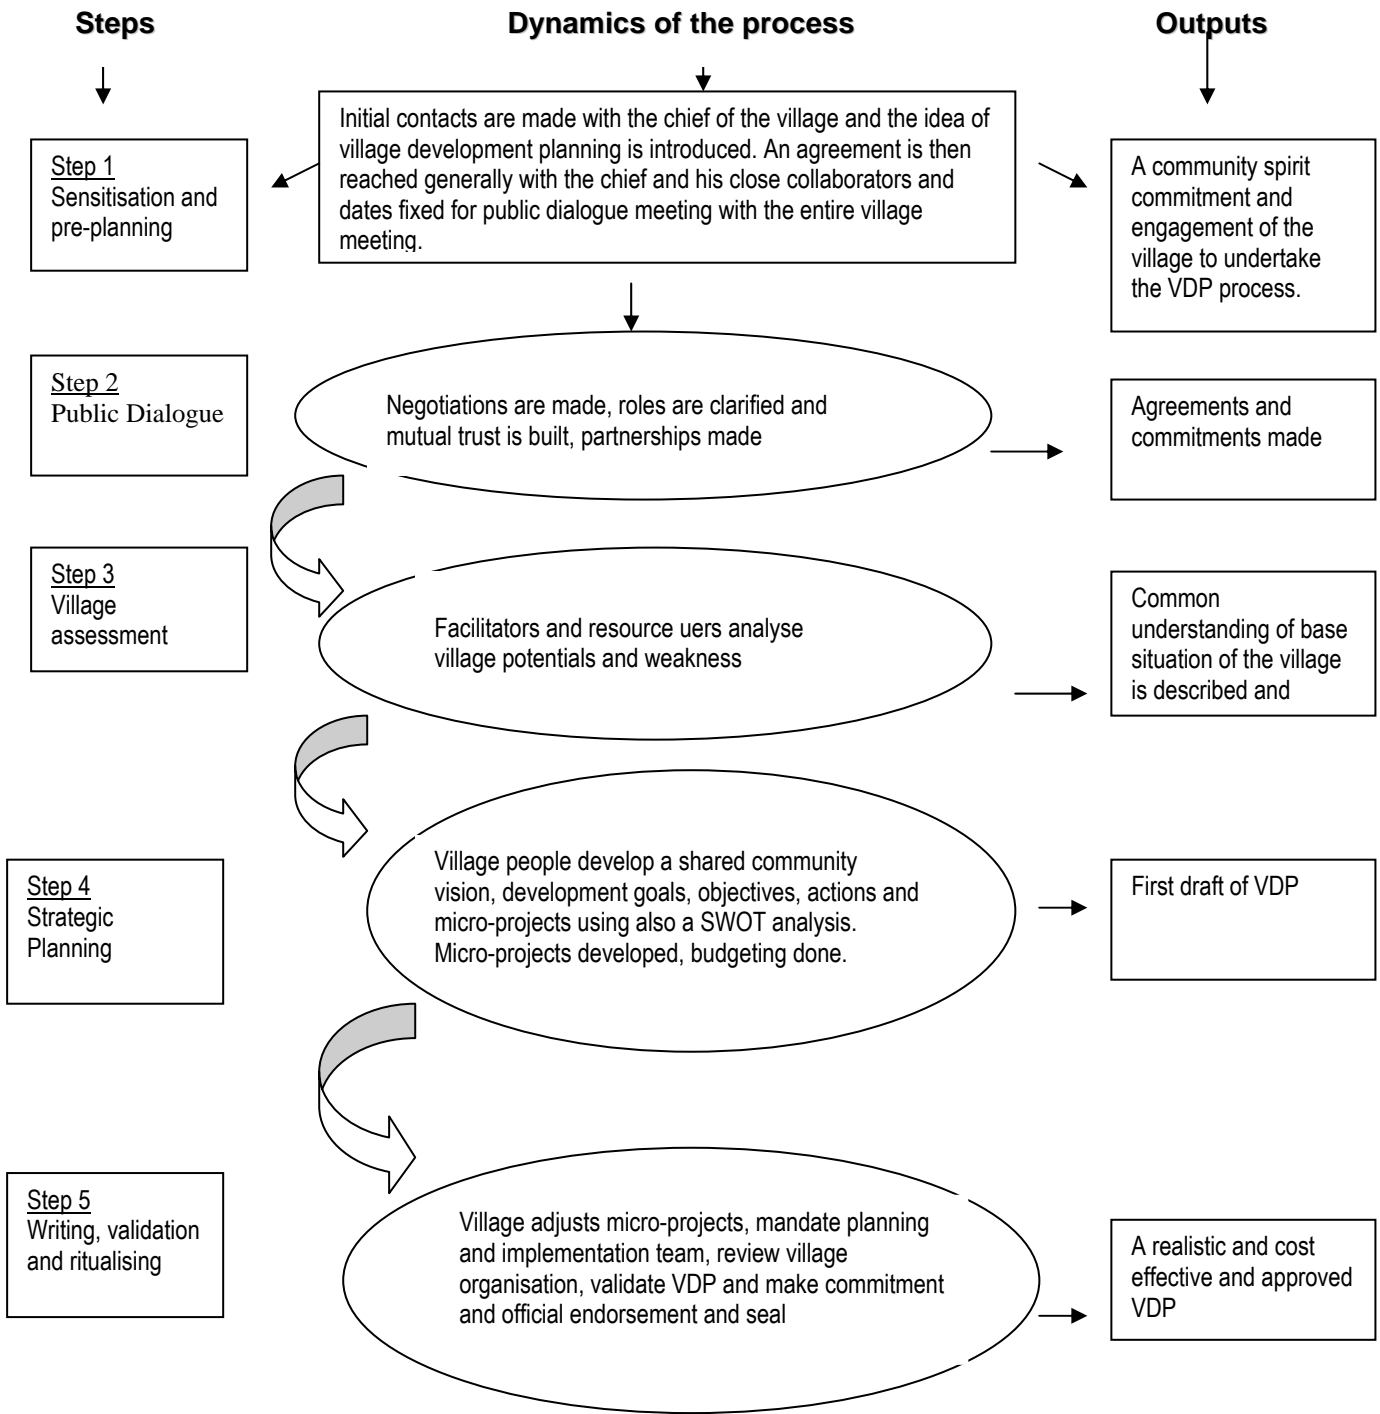 Steps
Dynamics of the process
Outputs
Step 1
Sensitisation and
pre-planning
Initial contacts are made with the chief of the village and the idea of
village development planning is introduced. An agreement is then
reached generally with the chief and his close collaborators and
dates fixed for public dialogue meeting with the entire village
meeting.
A community spirit
commitment and
engagement of the
village to undertake
the VDP process.
Step 2
Public Dialogue
Negotiations are made, roles are clarified and
mutual trust is built, partnerships made
Agreements and
commitments made
Step 3
Village
assessment
Facilitators and resource uers analyse
village potentials and weakness
Common
understanding of base
situation of the village
is described and
Step 4
Strategic
Planning
Village people develop a shared community
vision, development goals, objectives, actions and
micro-projects using also a SWOT analysis.
Micro-projects developed, budgeting done.
First draft of VDP
Step 5
Writing, validation
and ritualising
Village adjusts micro-projects, mandate planning
and implementation team, review village
organisation, validate VDP and make commitment
and official endorsement and seal
A realistic and cost
effective and approved
VDP